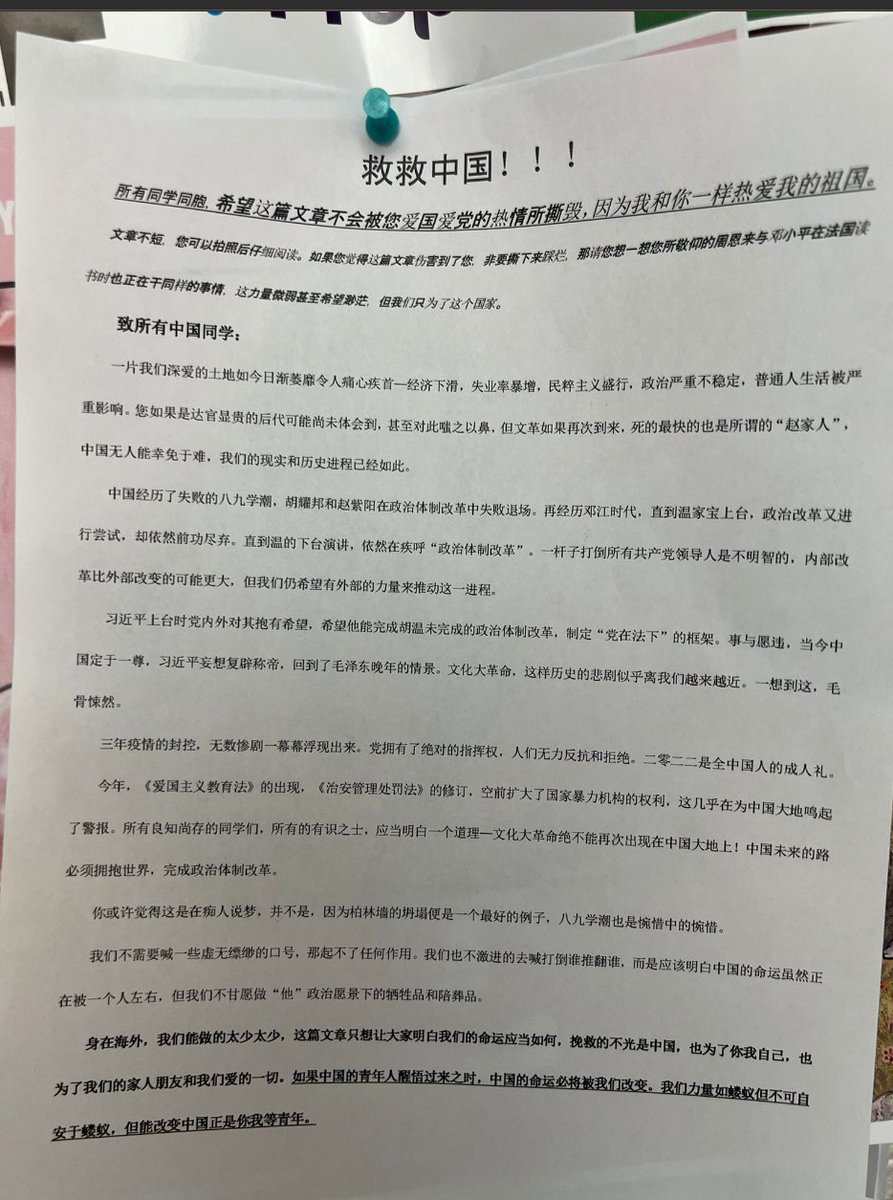 救救中国！！！
所有同学同胞，希望这篇文章不会被您爱国爱党的热情所撕毁，因为我和你一样热爱我的祖国。
文章不短，您可以拍照后仔细阅读。如果您觉得这篇文章伤害到了您，非要撕下来踩烂，那请您想一想您所敬仰的周恩来与邓小平在法国读
书时也正在干同样的事情，这力量微弱甚至希望渺茫，但我们只为了这个国家。
致所有中国同学：
一片我们深爱的土地如今日渐萎靡令人痛心疾首—经济下滑，失业率暴增，民粹主义盛行，政治严重不稳定，普通人生活被严
重影响。您如果是达官显贵的后代可能尚未体会到，甚至对此嗤之以鼻，但文革如果再次到来，死的最快的也是所谓的“赵家人”，
中国无人能幸免于难，我们的现实和历史进程已经如此。
中国经历了失败的八九学潮，胡耀邦和赵紫阳在政治体制改革中失败退场。再经历邓江时代，直到温家宝上台，政治改革又进
行尝试，却依然前功尽弃。直到温的下台演讲，依然在疾呼“政治体制改革”。一杆子打倒所有共产党领导人是不明智的，内部改
革比外部改变的可能更大，但我们仍希望有外部的力量来推动这一进程。
习近平上台时党内外对其抱有希望，希望他能完成胡温未完成的政治体制改革，制定“党在法下”的框架。事与愿违，当今中
国定于一尊，习近平妄想复辟称帝，回到了毛泽东晚年的情景。文化大革命，这样历史的悲剧似乎离我们越来越近。一想到这，毛
骨悚然。
三年疫情的封控，无数惨剧一幕幕浮现出来。党拥有了绝对的指挥权，人们无力反抗和拒绝。二零二二是全中国人的成人礼。
今年，《爱国主义教育法》的出现，《治安管理处罚法》的修订，空前扩大了国家暴力机构的权利，这几乎在为中国大地鸣起
了警报。所有良知尚存的同学们，所有的有识之士，应当明白一个道理—文化大革命绝不能再次出现在中国大地上！中国未来的路
必须拥抱世界，完成政治体制改革。
你或许觉得这是在痴人说梦，并不是，因为柏林墙的坍塌便是一个最好的例子，八九学潮也是惋惜中的惋惜。
我们不需要喊一些虚无缥缈的口号，那起不了任何作用。我们也不激进的去喊打倒谁推翻谁，而是应该明白中国的命运虽然正
在被一个人左右，但我们不甘愿做“他”政治愿景下的牺牲品和陪葬品。
身在海外，我们能做的太少太少，这篇文章只想让大家明白我们的命运应当如何，挽救的不光是中国，也为了你我自己，也
为了我们的家人朋友和我们爱的一切。如果中国的青年人醒悟过来之时，中国的命运必将被我们改变。我们力量如蝼蚁但不可自
安于蝼蚁，但能改变中国正是你我等青年。